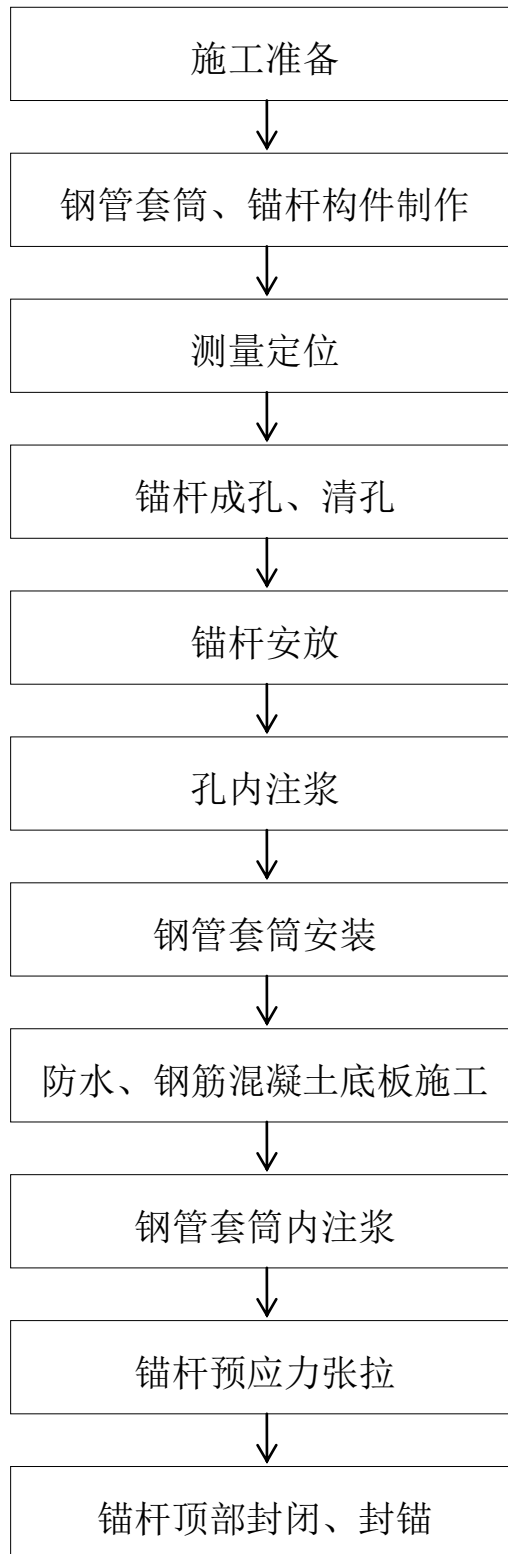 施工准备
钢管套筒、锚杆构件制作
测量定位
锚杆成孔、清孔
锚杆安放
孔内注浆
钢管套筒安装
防水、钢筋混凝土底板施工
钢管套筒内注浆
锚杆预应力张拉
锚杆顶部封闭、封锚